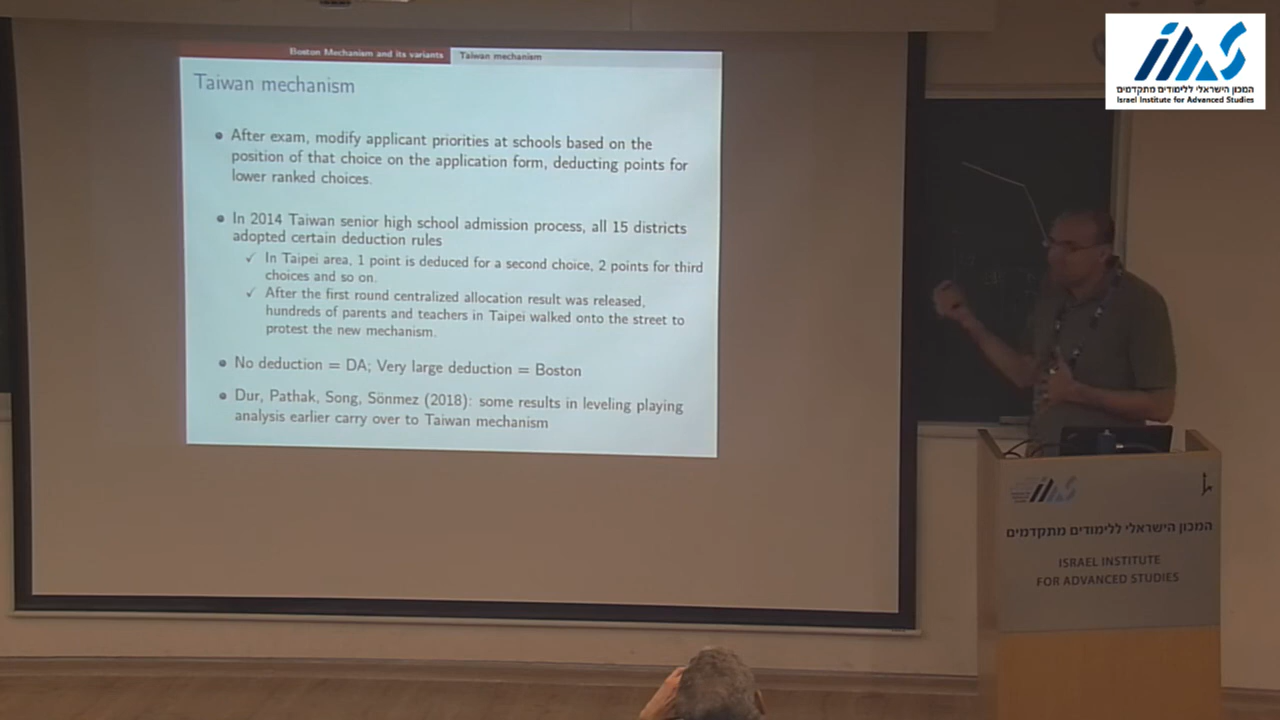 Boston Mechanism and its variants
Taiwan mechanism
Taiwan mechanism
After exam, modify applicant priorities at schools based on the
position of that choice on the application form, deducting points for
lower ranked choices.
In 2014 Taiwan senior high school admission process, all 15 districts
adopted certain deduction rules
✓ In Taipei area, 1 point is deduced for a second choice, 2 points for third
choices and so on.
✓ After the first round centralized allocation result was released,
hundreds of parents and teachers in Taipei walked onto the street to
protest the new mechanism.
No deduction = DA; Very large deduction = Boston
Dur, Pathak, Song, Sönmez (2018): some results in leveling playing
analysis earlier carry over to Taiwan mechanism
המכון הישראלי ללימודים מתקדמים
Israel Institute for Advanced Studies
המכון הישראלי ללימודים מתקדמים
ISRAEL INSTITUTE
FOR ADVANCED STUDIES